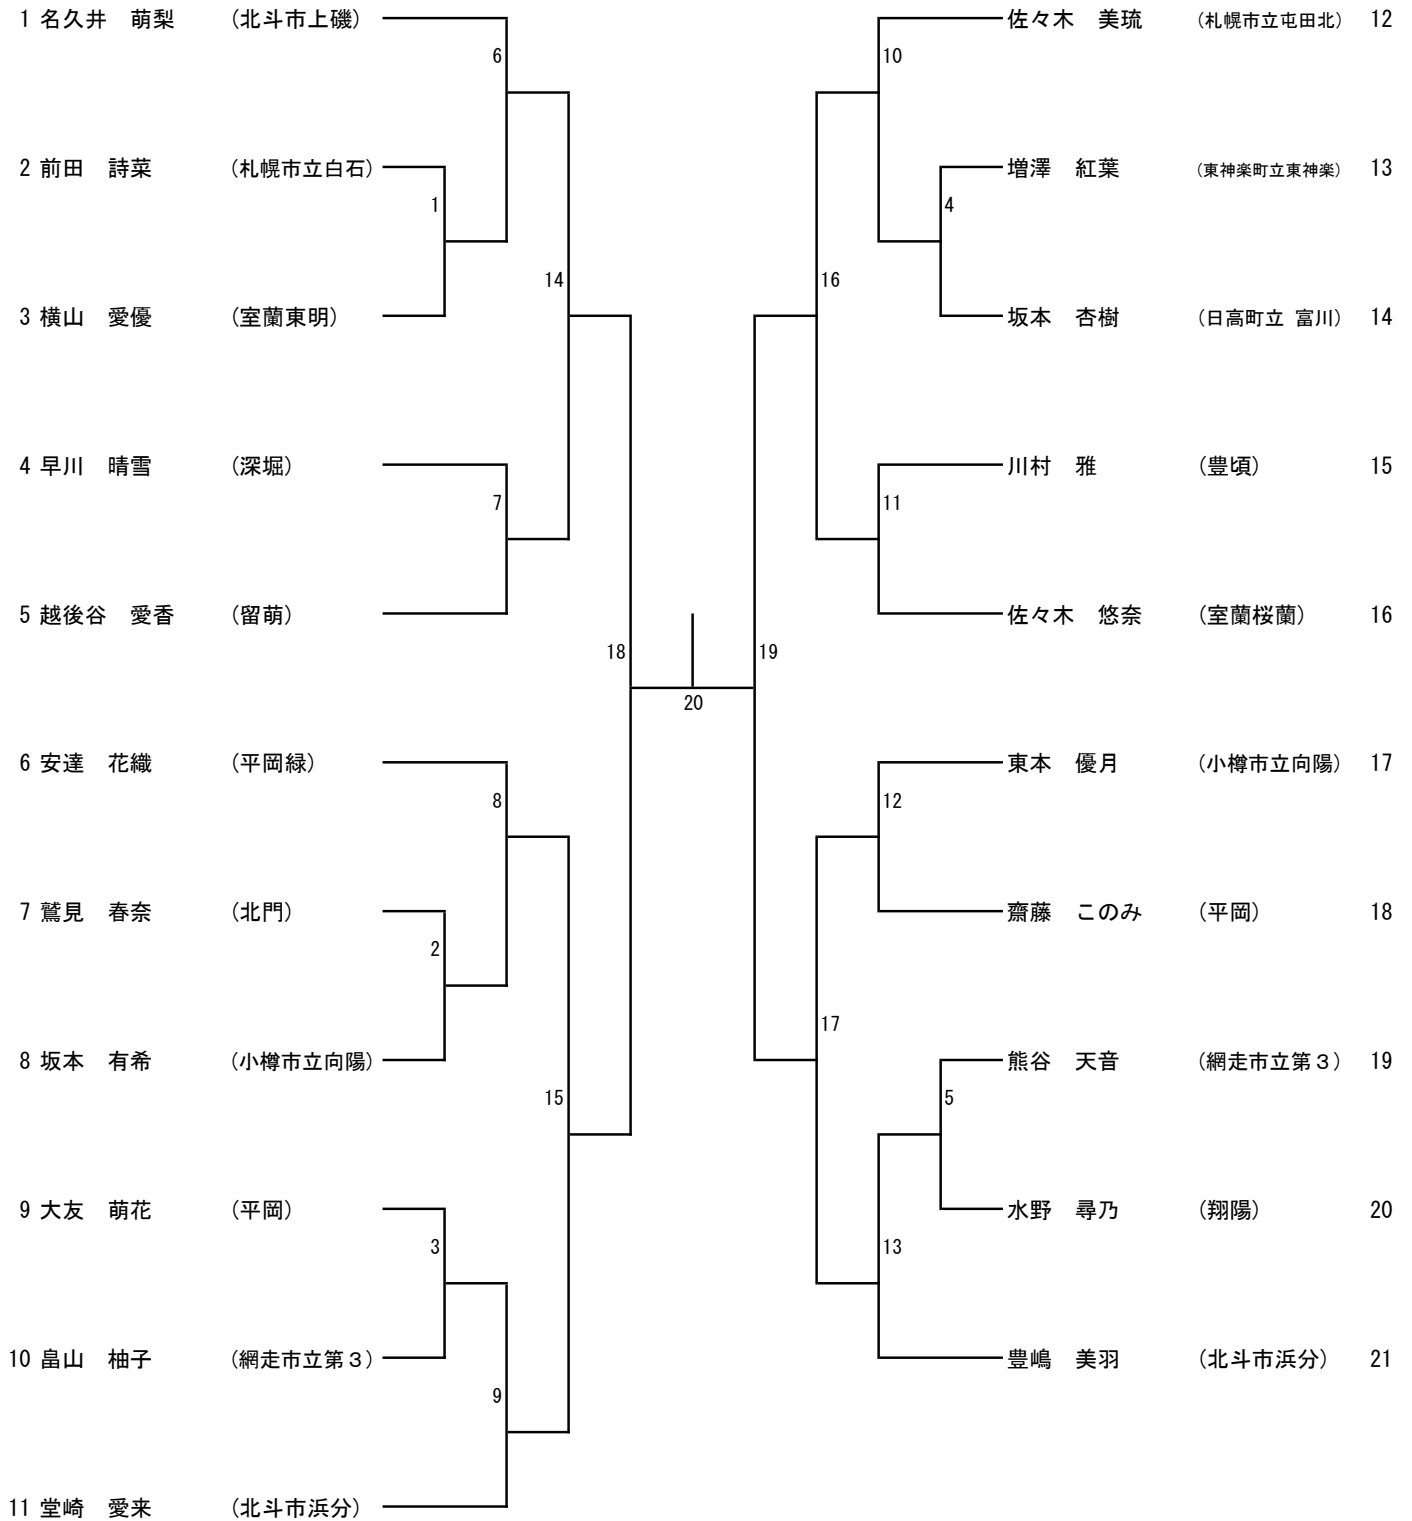 1 名久井　萌梨 （北斗市上磯）
2 前田　詩菜 （札幌市立白石）
3 横山　愛優 （室蘭東明）
4 早川　晴雪 （深堀）
5 越後谷　愛香 （留萌）
6 安達　花織 （平岡緑）
7 鷲見　春奈 （北門）
8 坂本　有希 （小樽市立向陽）
9 大友　萌花 （平岡）
10 畠山　柚子 （網走市立第３）
11 堂崎　愛来 （北斗市浜分）
1
2
3
6
7
8
9
14
15
18
20
19
16
17
10
11
12
13
4
5
佐々木　美琉 （札幌市立屯田北） 12
増澤　紅葉 （東神楽町立東神楽） 13
坂本　杏樹 （日高町立 富川） 14
川村　雅 （豊頃） 15
佐々木　悠奈 （室蘭桜蘭） 16
東本　優月 （小樽市立向陽） 17
齋藤　このみ （平岡） 18
熊谷　天音 （網走市立第３） 19
水野　尋乃 （翔陽） 20
豊嶋　美羽 （北斗市浜分） 21